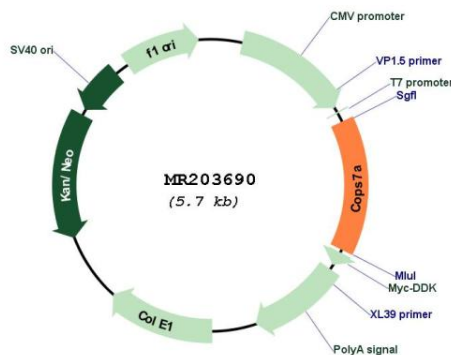 CMV promoter
SV40 ori
f1 ori
VP1.5 primer
T7 promoter
SgfI
Kan/Neo
MR203690
(5.7 kb)
Cops7a
MluI
Myc-DDK
XL39 primer
Col E1
PolyA signal